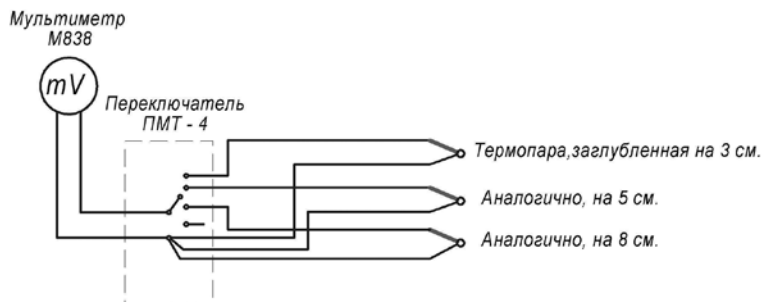 Мультиметр
М838
mV
Переключатель
ПМТ - 4
Термопара,заглубленная на 3 см.
Аналогично, на 5 см.
Аналогично, на 8 см.